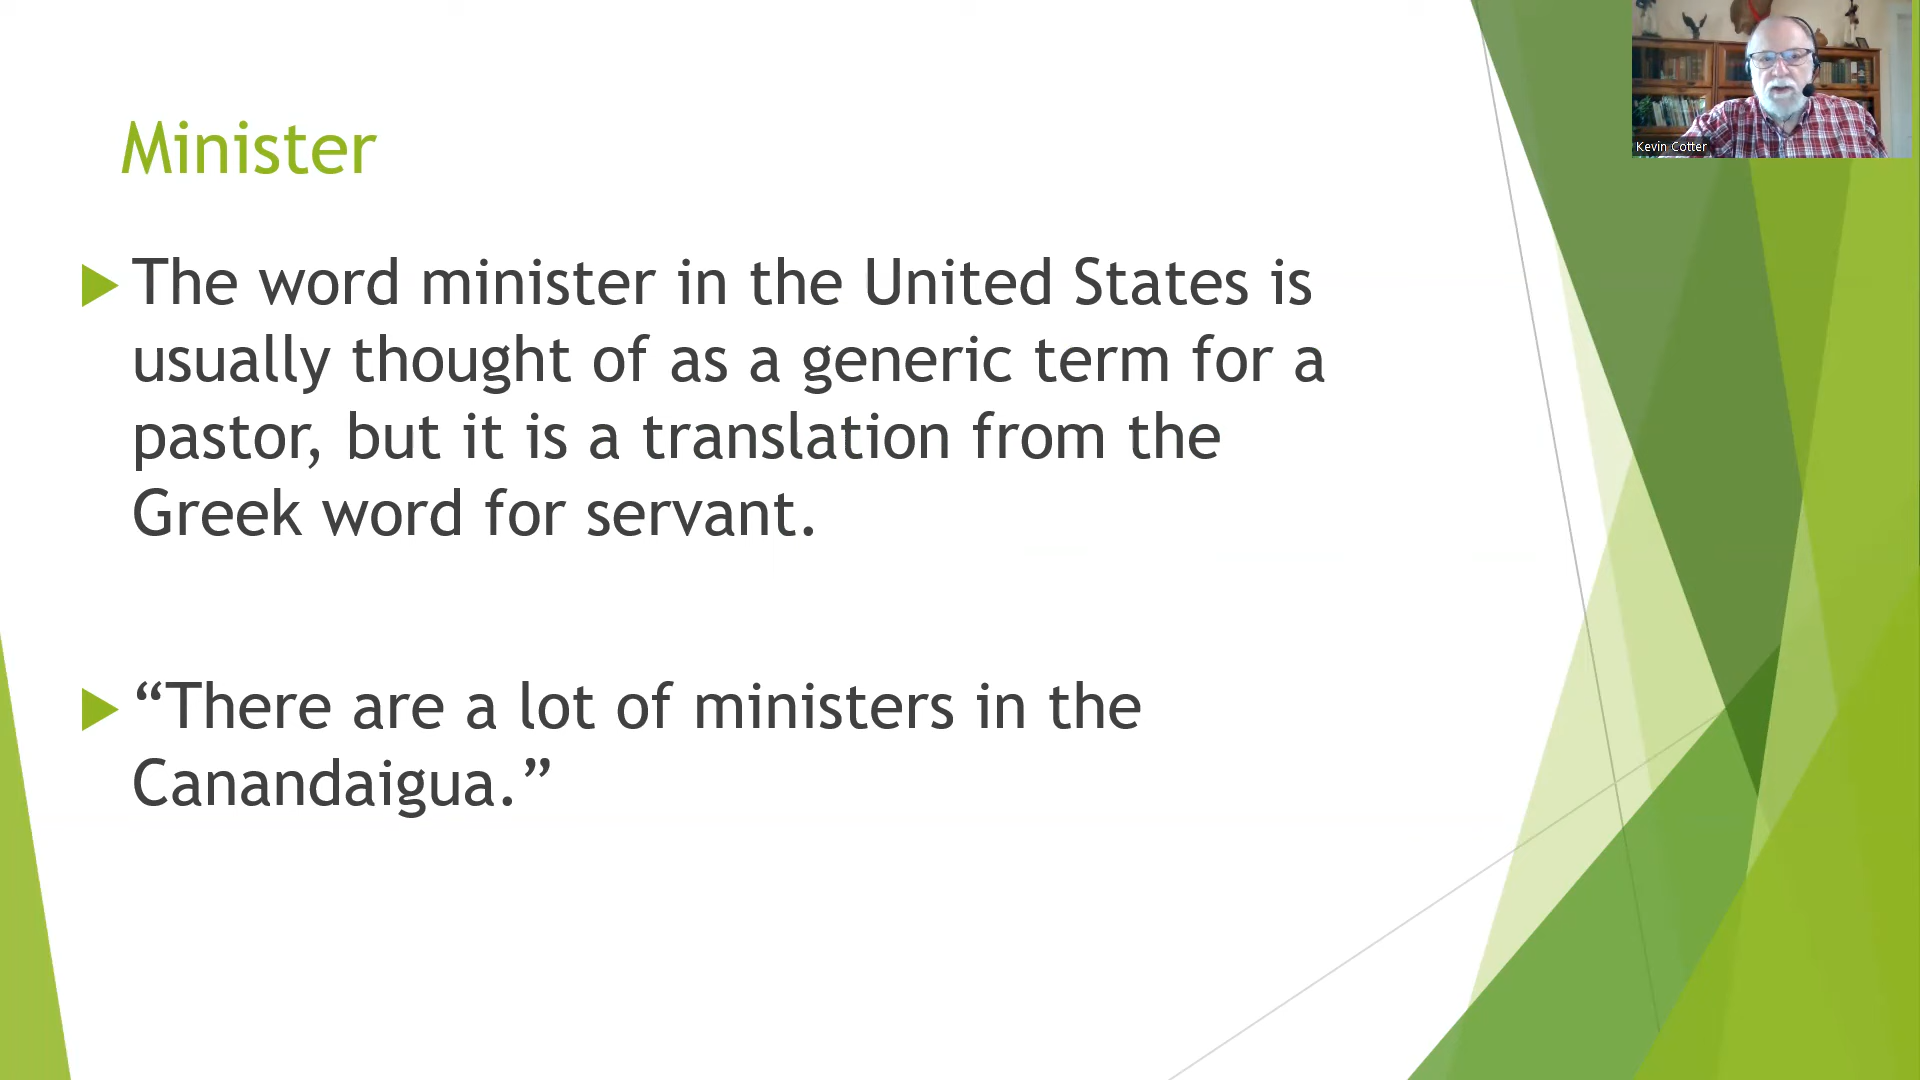 Minister
The word minister in the United States is
usually thought of as a generic term for a
pastor, but it is a translation from the
Greek word for servant.
“There are a lot of ministers in the
Canandaigua.”
Kevin Cotter